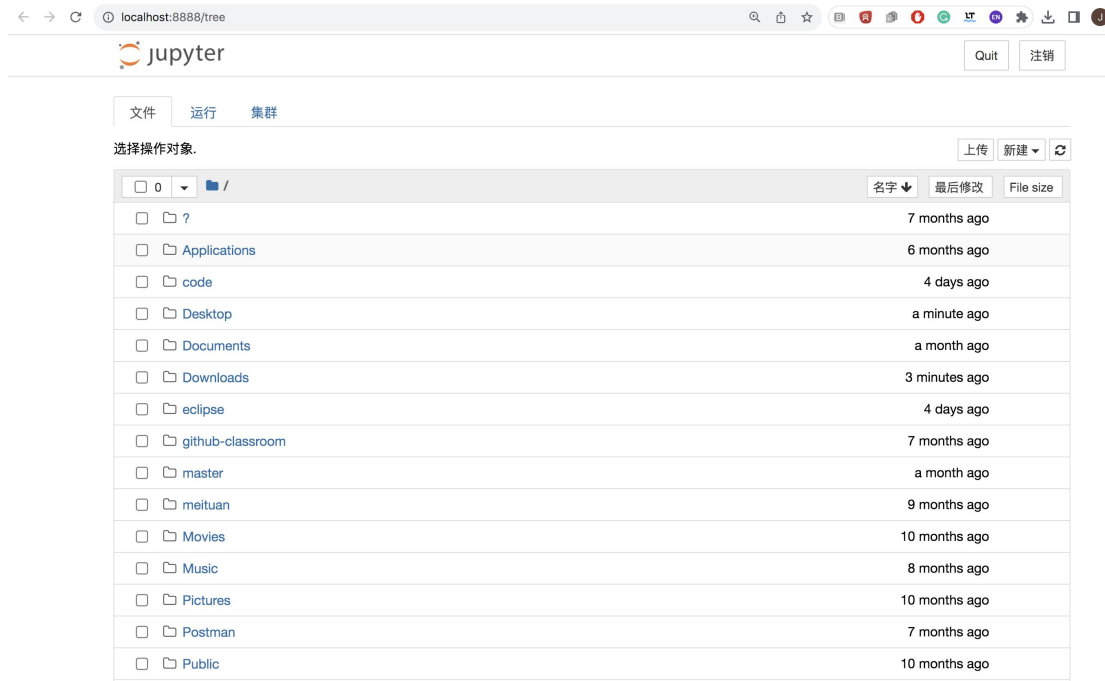 localhost:8888/tree
jupyter
Quit 注销
文件 运行 集群
选择操作对象.
上传 新建
0 /
名字 最后修改 File size
? 7 months ago
Applications 6 months ago
code 4 days ago
Desktop a minute ago
Documents a month ago
Downloads 3 minutes ago
eclipse 4 days ago
github-classroom 7 months ago
master a month ago
meituan 9 months ago
Movies 10 months ago
Music 8 months ago
Pictures 10 months ago
Postman 7 months ago
Public 10 months ago